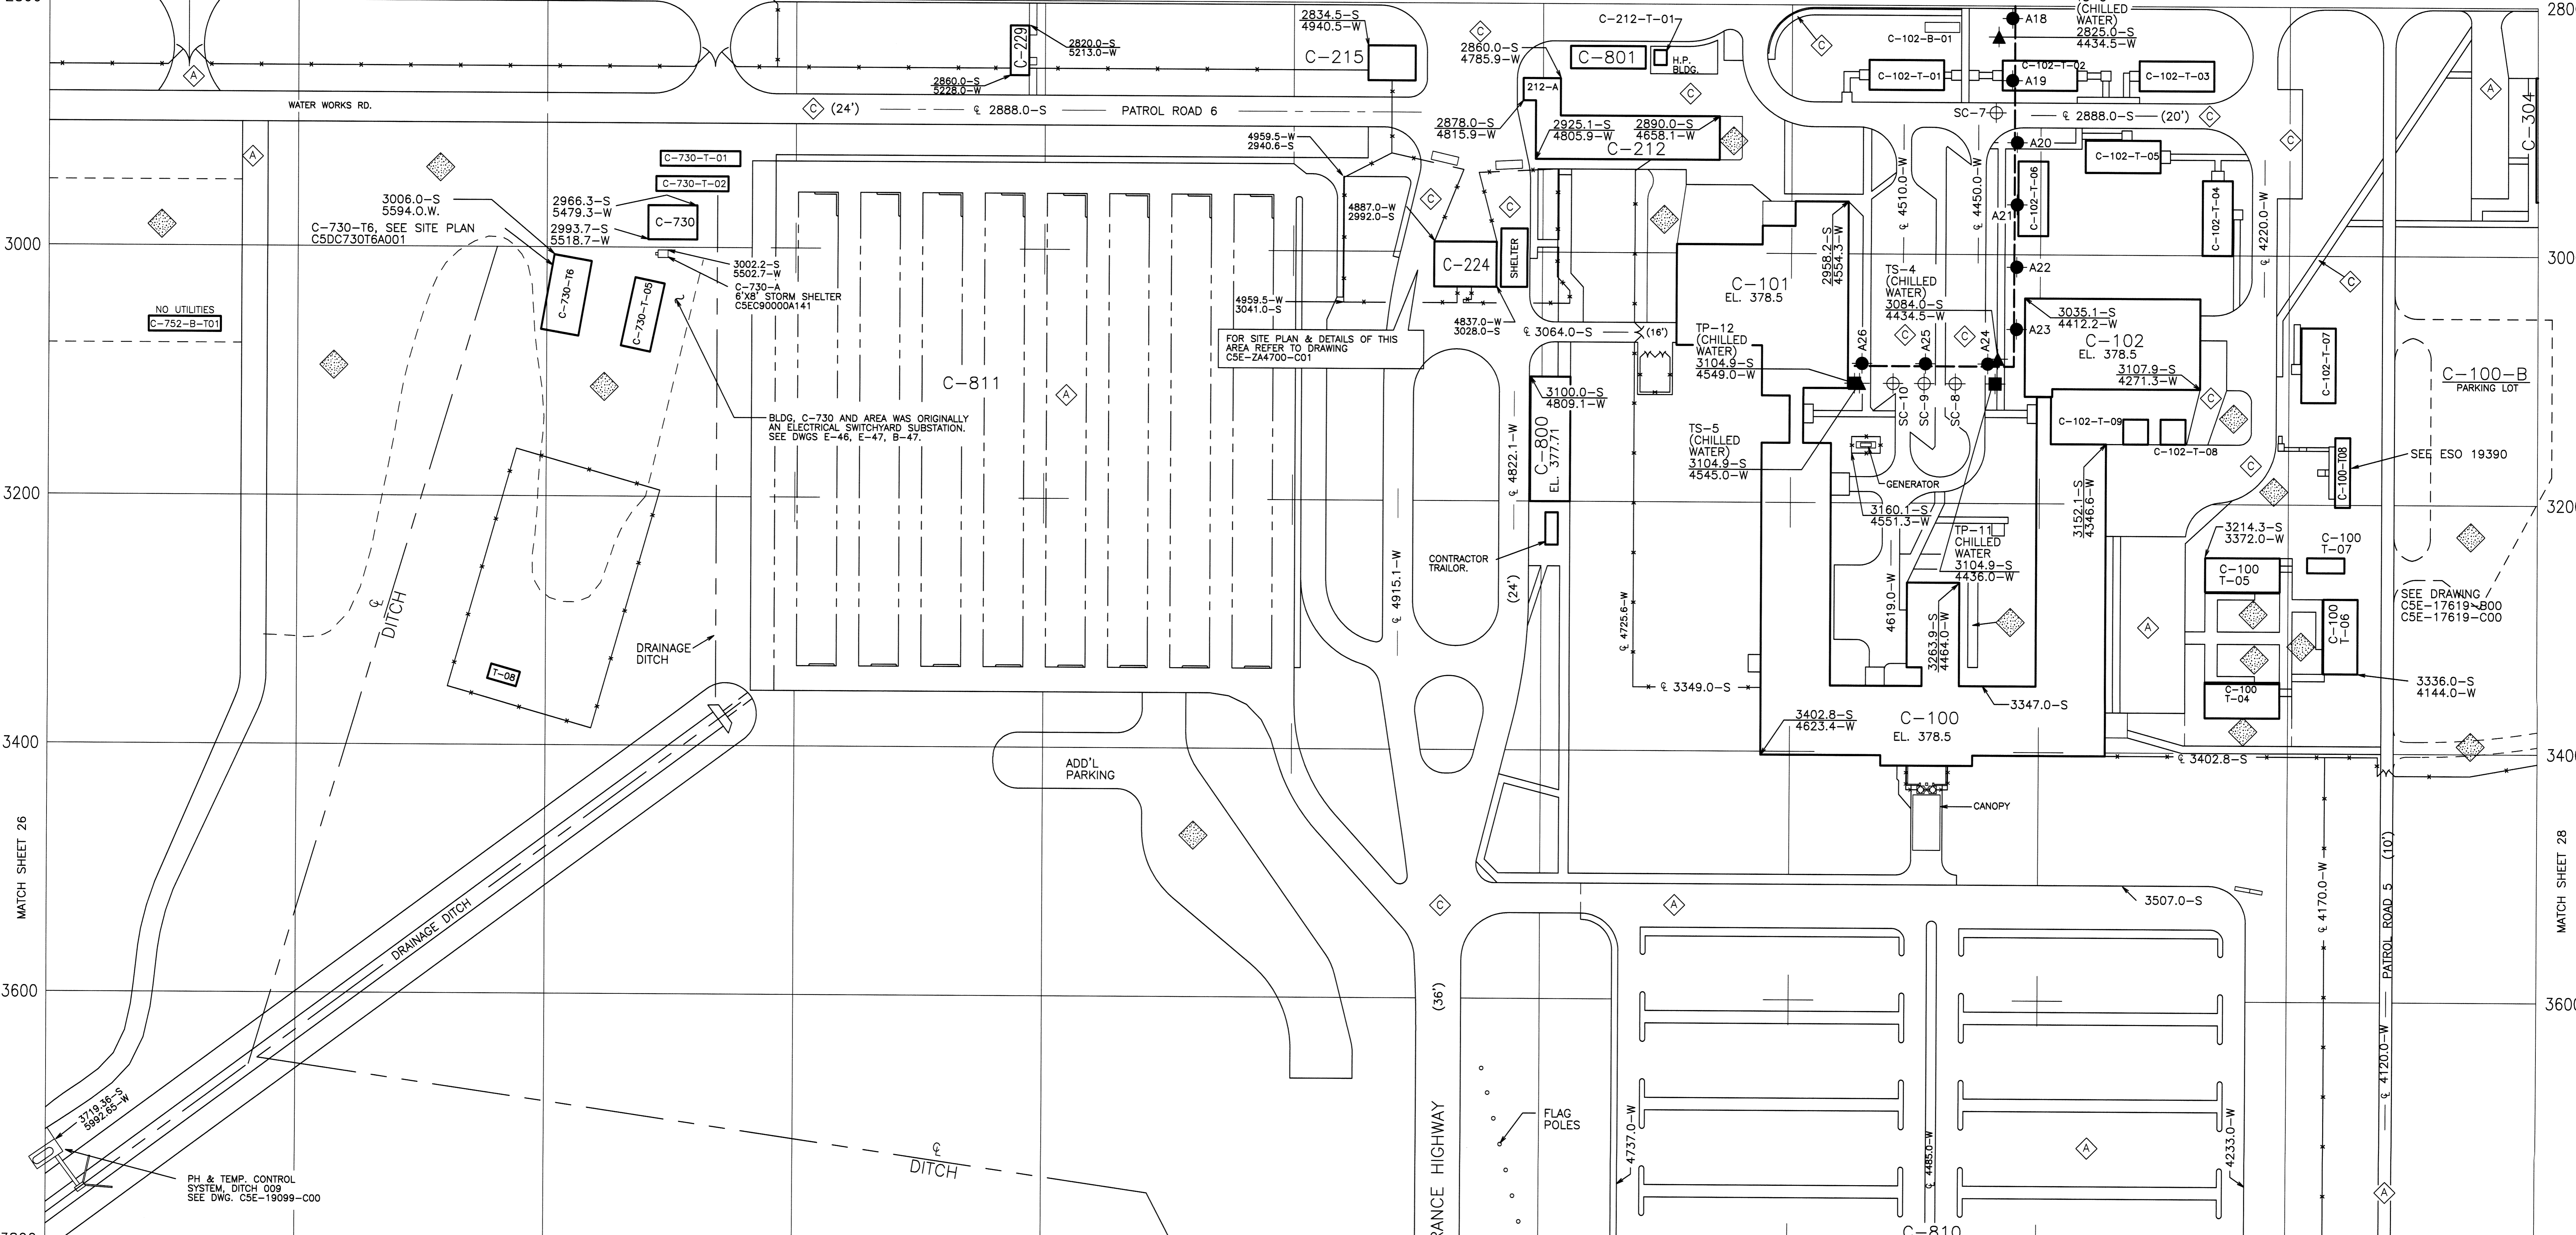 2800
C-229
2820.0-S
5213.0-W
2860.0-S
5228.0-W
2834.5-S
4940.5-W
C-215
C
C-212-T-01
2860.0-S
4785.9-W
C-801
H.P.
BLDG.
C
C
C-102-B-01
A18
(CHILLED
WATER)
2825.0-S
4434.5-W
C-102-T-01
C-102-T-02
A19
C-102-T-03
A
A
C-304
WATER WORKS RD.
C
(24')
℄ 2888.0-S
PATROL ROAD 6
212-A
2878.0-S
4815.9-W
2925.1-S
4805.9-W
2890.0-S
4658.1-W
C-212
SC-7
℄ 2888.0-S
(20')
C
C
A
C-730-T-01
C-730-T-02
4959.5-W
2940.6-S
A20
C-102-T-05
C-102-T-06
C-102-T-04
3006.0-S
5594.0.W.
C-730-T6, SEE SITE PLAN
C5DC730T6A001
2966.3-S
5479.3-W
2993.7-S
5518.7-W
C-730
C-730-T6
C-730-T-05
3002.2-S
5502.7-W
C-730-A
6'X8' STORM SHELTER
C5EC90000A141
3000
4887.0-W
2992.0-S
C
C
C-224
SHELTER
4959.5-W
3041.0-S
4837.0-W
3028.0-S
℄ 3064.0-S
(16')
FOR SITE PLAN & DETAILS OF THIS
AREA REFER TO DRAWING
C5E-ZA4700-C01
C-101
EL. 378.5
2958.2-S
4554.3-W
℄ 4510.0-W
℄ 4450.0-W
A21
A22
A23
℄ 4220.0-W
C
3000
TS-4
(CHILLED
WATER)
3084.0-S
4434.5-W
C
C
3035.1-S
4412.2-W
C-102
EL. 378.5
3107.9-S
4271.3-W
C-102-T-07
C-100-B
PARKING LOT
NO UTILITIES
C-752-B-T01
TP-12
(CHILLED
WATER)
3104.9-S
4549.0-W
A26
A25
A24
SC-10
SC-9
SC-8
C
C-811
A
BLDG, C-730 AND AREA WAS ORIGINALLY
AN ELECTRICAL SWITCHYARD SUBSTATION.
SEE DWGS E-46, E-47, B-47.
3100.0-S
4809.1-W
C-800
EL. 377.71
℄ 4822.1-W
TS-5
(CHILLED
WATER)
3104.9-S
4545.0-W
C-102-T-09
C-102-T-08
C
C-100-T08
SEE ESO 19390
3200
GENERATOR
3160.1-S
4551.3-W
TP-11
CHILLED
WATER
3104.9-S
4436.0-W
3152.1-S
4346.6-W
3214.3-S
3372.0-W
C-100
T-07
3200
C-100
T-05
CONTRACTOR
TRAILOR.
(24')
℄ 4915.1-W
℄ 4725.6-W
4619.0-W
3263.9-S
4464.0-W
A
C-100
T-06
SEE DRAWING
C5E-17619-B00
C5E-17619-C00
℄
DITCH
DRAINAGE
DITCH
T-08
℄ 3349.0-S
3347.0-S
C-100
T-04
3336.0-S
4144.0-W
3402.8-S
4623.4-W
C-100
EL. 378.5
3400
3400
℄ 3402.8-S
ADD'L
PARKING
CANOPY
MATCH SHEET 26
MATCH SHEET 28
DRAINAGE DITCH
C
A
3507.0-S
℄ 4170.0-W
PATROL ROAD 5
(10')
℄ 4120.0-W
3600
(36')
3600
3719.36-S
5992.65-W
FLAG
POLES
RANCE HIGHWAY
4737.0-W
℄ 4485.0-W
A
4233.0-W
A
℄
DITCH
PH & TEMP. CONTROL
SYSTEM, DITCH 009
SEE DWG. C5E-19099-C00
C-810